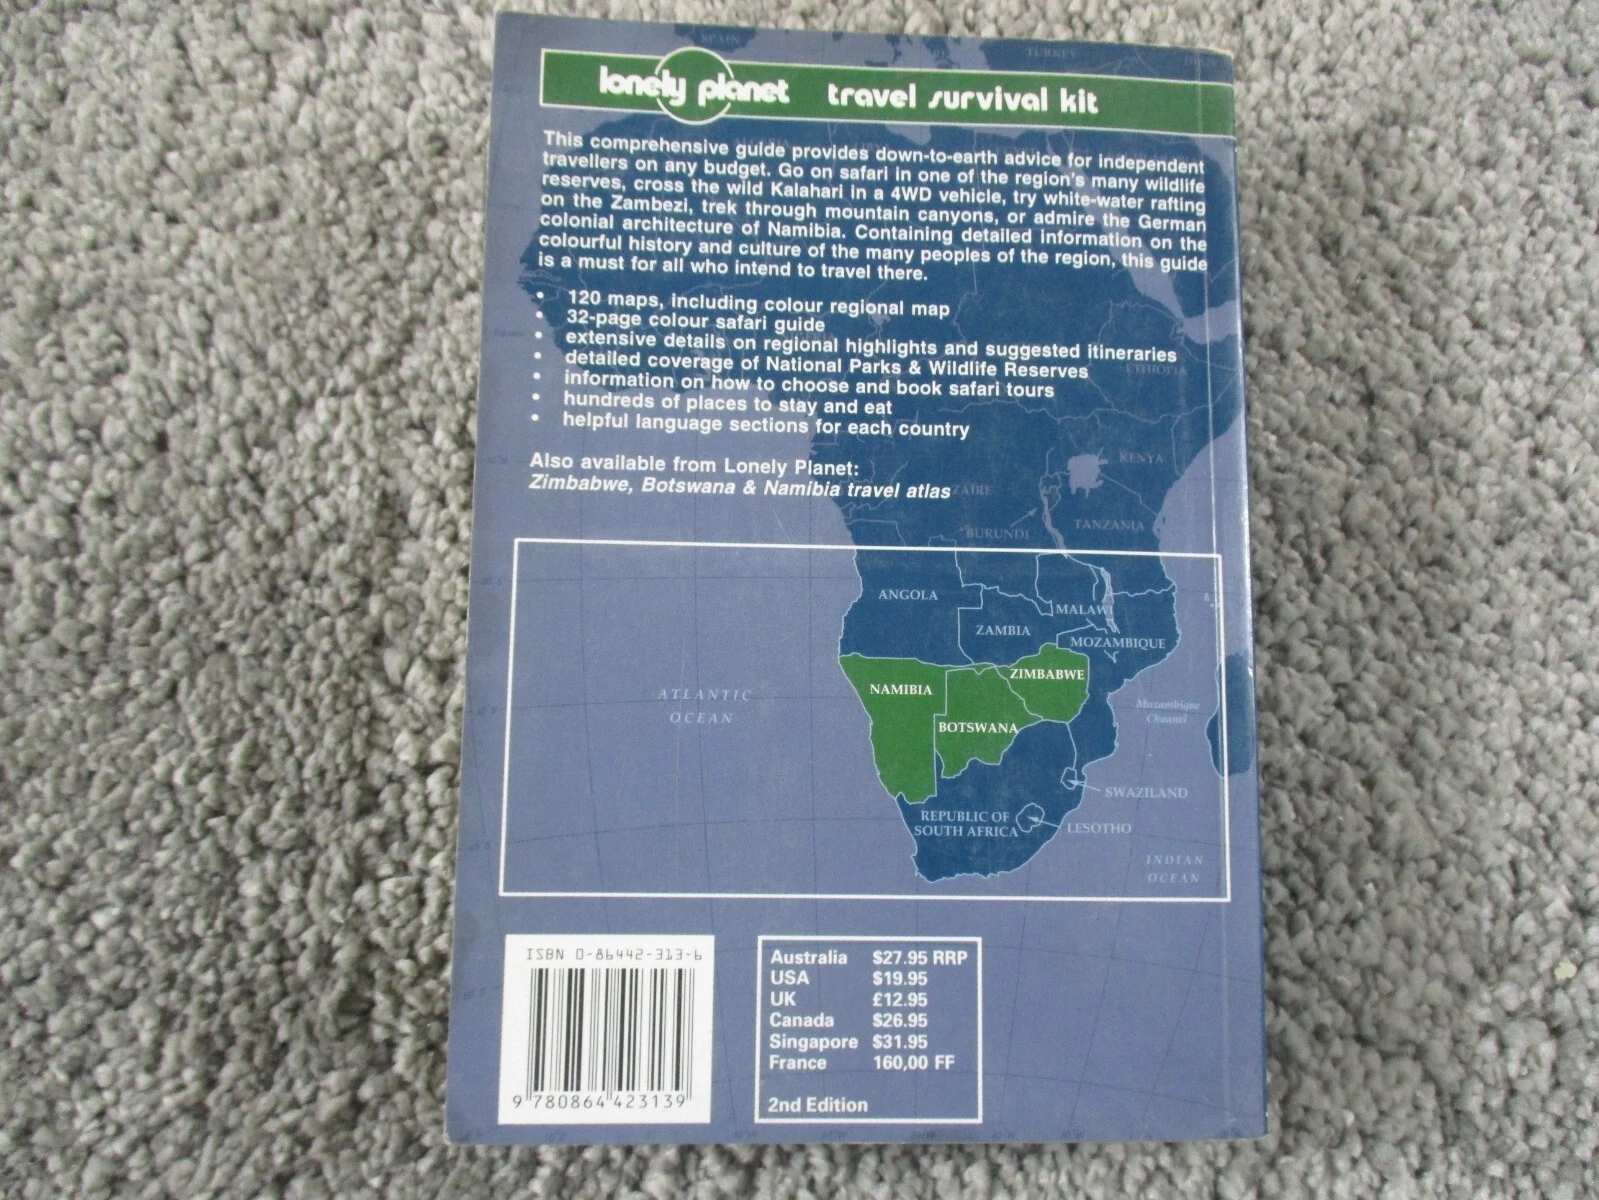 SPAIN
TURKEY
lonely planet travel survival kit
This comprehensive guide provides down-to-earth advice for independent
travellers on any budget. Go on safari in one of the region's many wildlife
reserves, cross the wild Kalahari in a 4WD vehicle, try white-water rafting
on the Zambezi, trek through mountain canyons, or admire the German
colonial architecture of Namibia. Containing detailed information on the
colourful history and culture of the many peoples of the region, this guide
is a must for all who intend to travel there.
• 120 maps, including colour regional map
• 32-page colour safari guide
• extensive details on regional highlights and suggested itineraries
• detailed coverage of National Parks & Wildlife Reserves
• information on how to choose and book safari tours
• hundreds of places to stay and eat
• helpful language sections for each country
ETHIOPIA
KENYA
Also available from Lonely Planet:
Zimbabwe, Botswana & Namibia travel atlas
ZAIRE
BURUNDI
TANZANIA
ANGOLA
MALAWI
ZAMBIA
MOZAMBIQUE
ZIMBABWE
NAMIBIA
ATLANTIC
OCEAN
BOTSWANA
Mozambique
Channel
SWAZILAND
REPUBLIC OF
SOUTH AFRICA
LESOTHO
INDIAN
OCEAN
ISBN 0-86442-313-6
9 780864 423139
Australia $27.95 RRP
USA $19.95
UK £12.95
Canada $26.95
Singapore $31.95
France 160,00 FF
2nd Edition